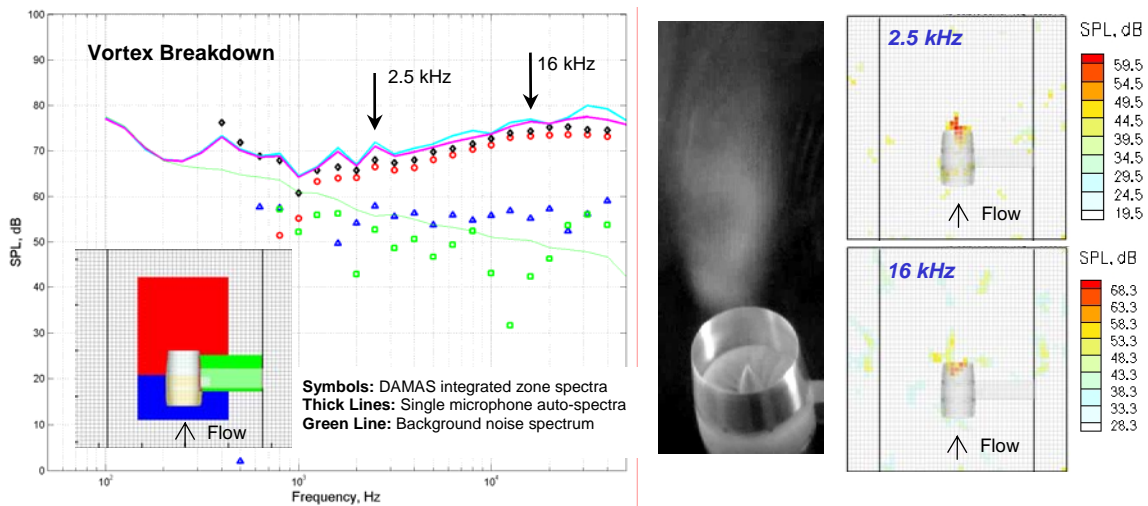 Vortex Breakdown
2.5 kHz
16 kHz
100
90
80
70
60
50
40
30
20
10
0
SPL, dB
10²
10³
10⁴
Frequency, Hz
Flow
Symbols: DAMAS integrated zone spectra
Thick Lines: Single microphone auto-spectra
Green Line: Background noise spectrum
2.5 kHz
Flow
SPL, dB
59.5
54.5
49.5
44.5
39.5
34.5
29.5
24.5
19.5
16 kHz
Flow
SPL, dB
68.3
63.3
58.3
53.3
48.3
43.3
38.3
33.3
28.3